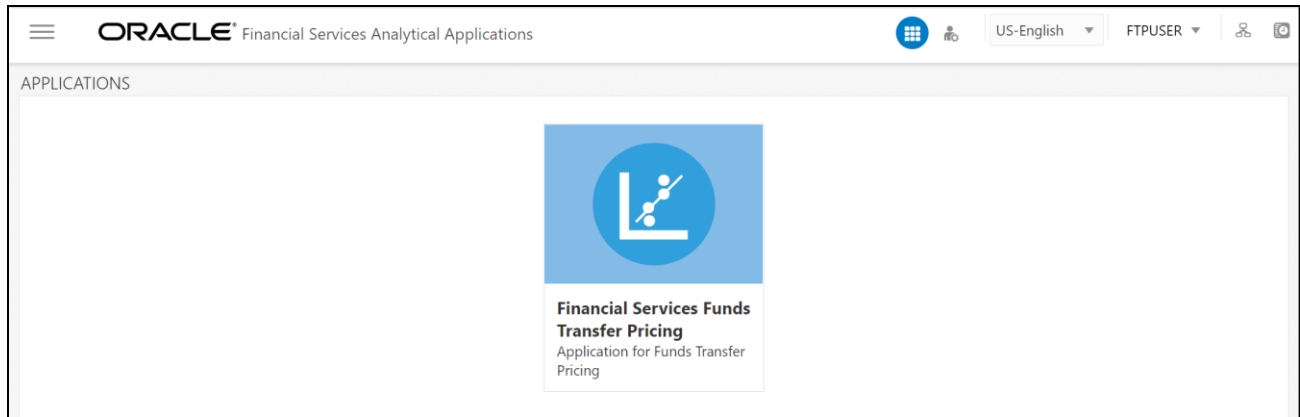 ORACLE® Financial Services Analytical Applications
US-English
FTPUSER
APPLICATIONS
Financial Services Funds
Transfer Pricing
Application for Funds Transfer
Pricing